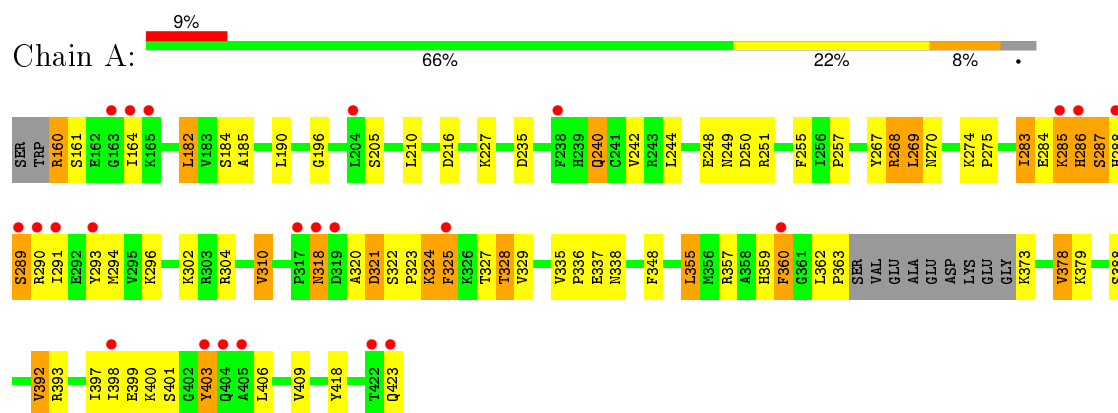 9%
Chain A:
66% 22% 8% •
SER TRP R160 S161 E162 G163 I164 K165 L182 V183 S184 A185 L190 G196 L204 S205 L210 D216 K227 D235 F238 H239 Q240 C241 V242 R243 L244 E248 N249 D250 R251 F255 I256 P257 Y267 R268 L269 N270 K274 P275 I283 E284 K285 H286 S287
S289 R290 I291 E292 Y293 M294 V295 K296 K302 R303 R304 V310 P317 N318 D319 A320 D321 S322 P323 K324 F325 K326 T327 T328 V329 V335 P336 E337 N338 F348 L355 M356 R357 A358 H359 F360 G361 L362 P363 SER VAL GLU ALA GLU ASP LYS GLU GLY K373 V378 K379 S388
V392 R393 I397 I398 E399 K400 S401 G402 Y403 Q404 A405 L406 V409 Y418 T422 Q423